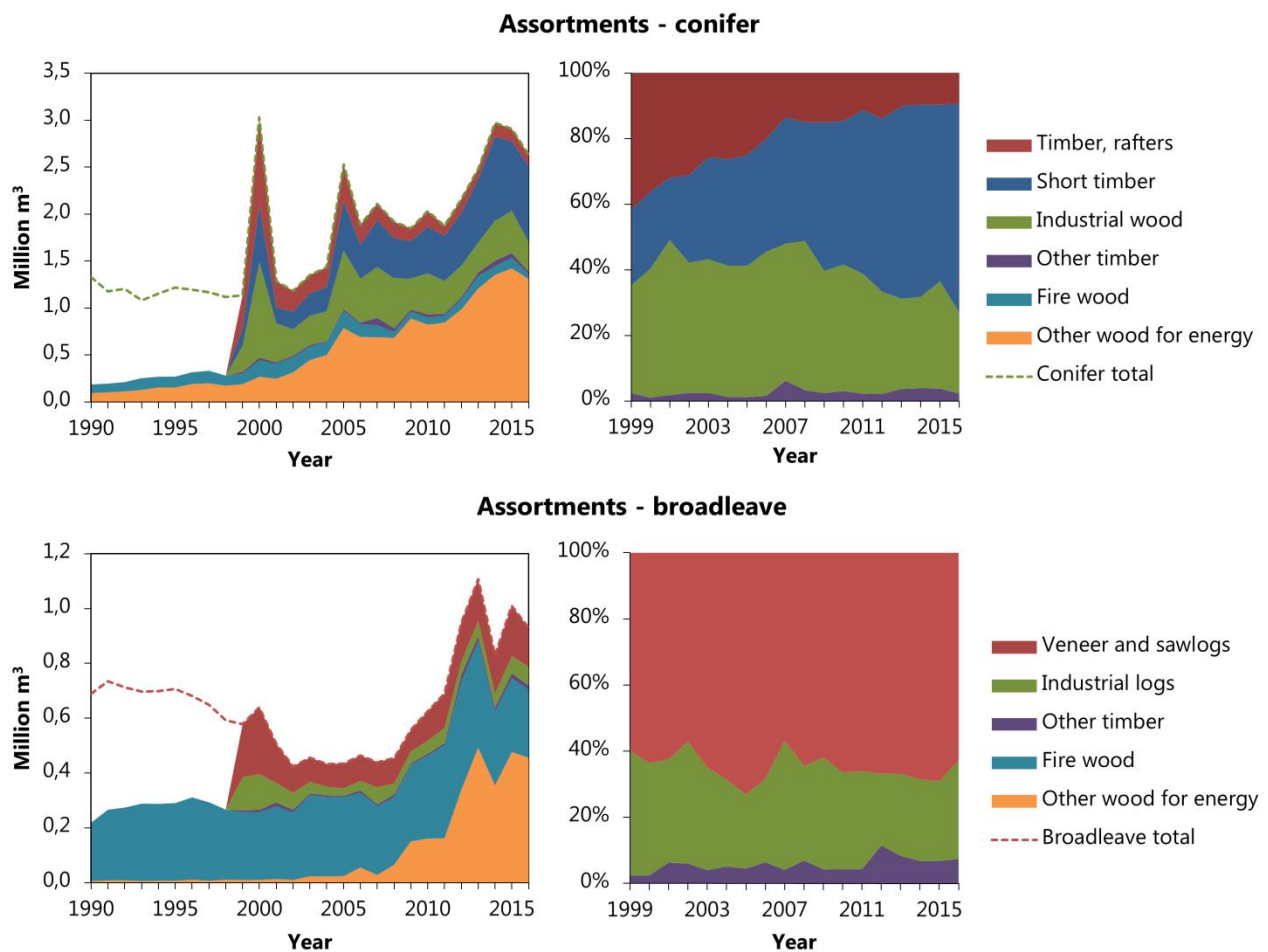 Assortments - conifer
3,5
3,0
2,5
2,0
1,5
1,0
0,5
0,0
Million m³
1990 1995 2000 2005 2010 2015
Year
100%
80%
60%
40%
20%
0%
1999 2003 2007 2011 2015
Year
Timber, rafters
Short timber
Industrial wood
Other timber
Fire wood
Other wood for energy
Conifer total
Assortments - broadleave
1,2
1,0
0,8
0,6
0,4
0,2
0,0
Million m³
1990 1995 2000 2005 2010 2015
Year
100%
80%
60%
40%
20%
0%
1999 2003 2007 2011 2015
Year
Veneer and sawlogs
Industrial logs
Other timber
Fire wood
Other wood for energy
Broadleave total